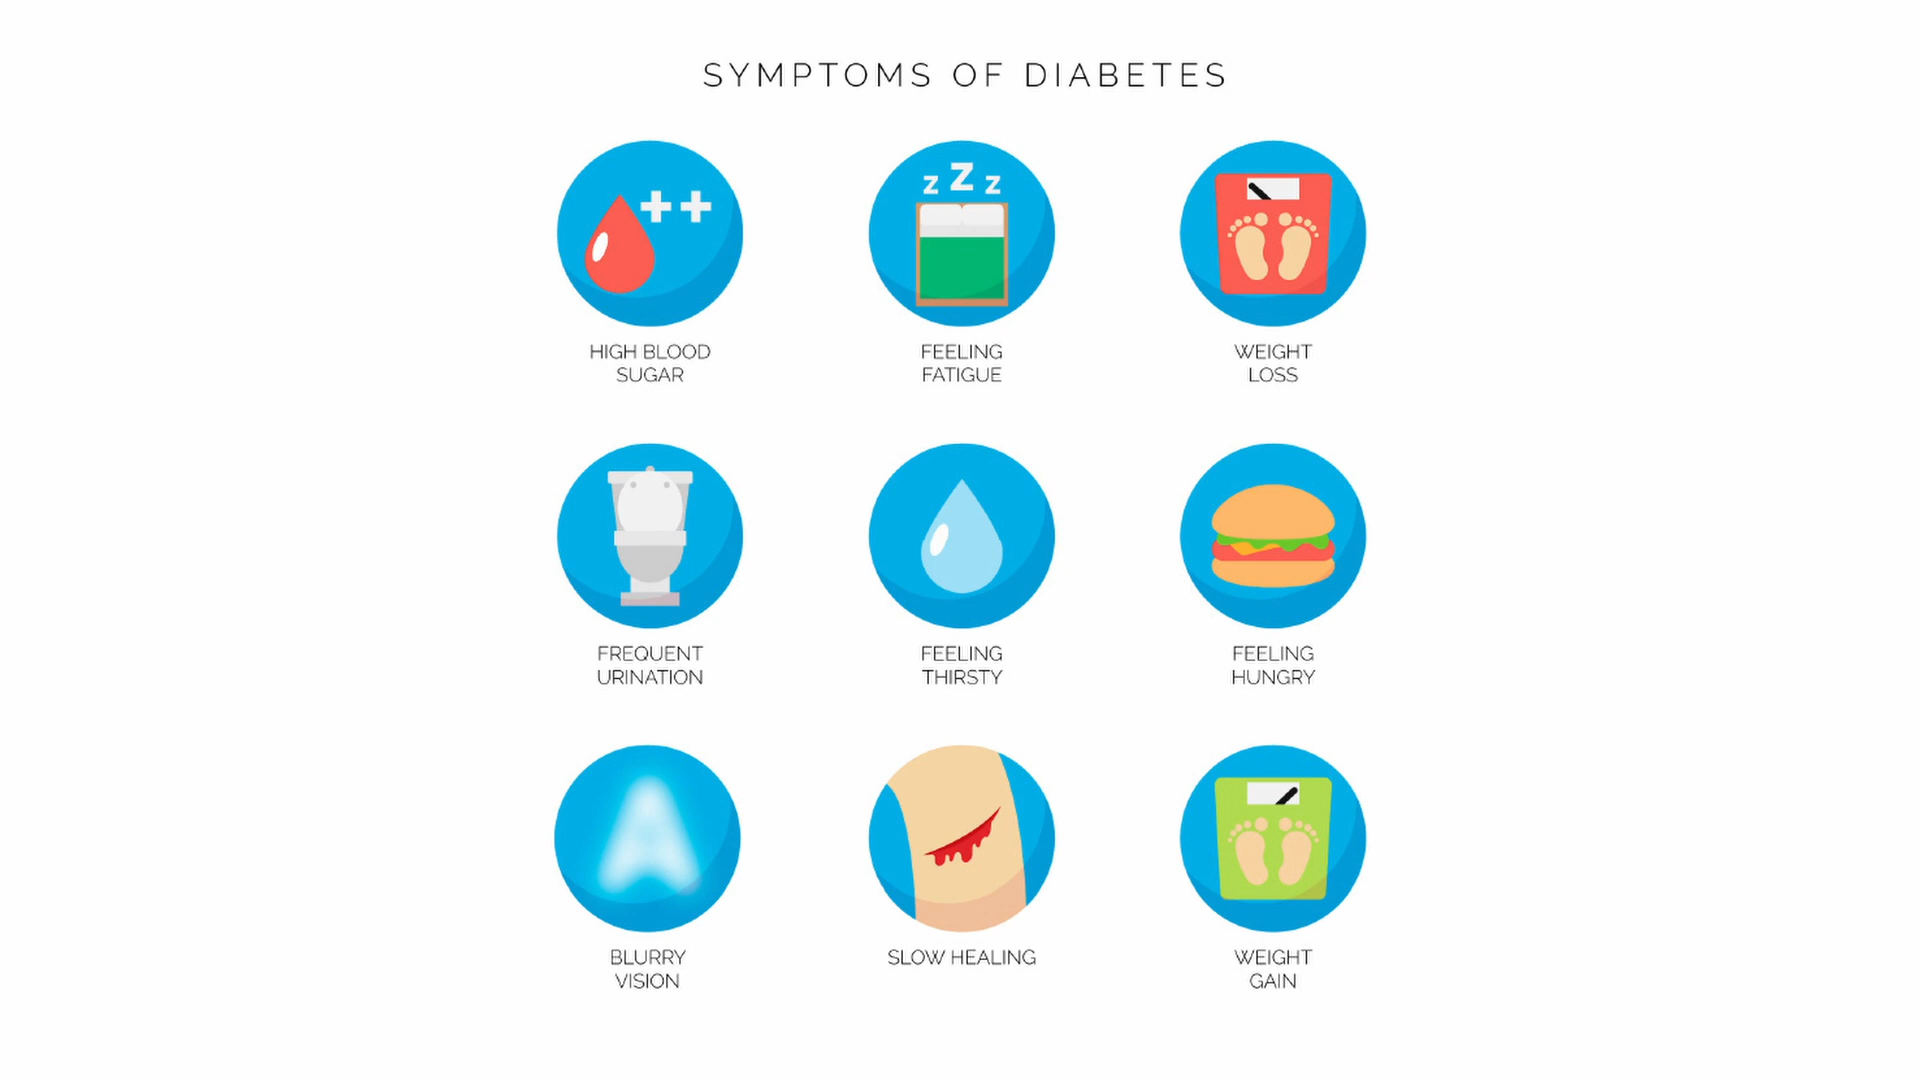 SYMPTOMS OF DIABETES
++
z Z z
HIGH BLOOD
SUGAR
FEELING
FATIGUE
WEIGHT
LOSS
FREQUENT
URINATION
FEELING
THIRSTY
FEELING
HUNGRY
A
BLURRY
VISION
SLOW HEALING
WEIGHT
GAIN